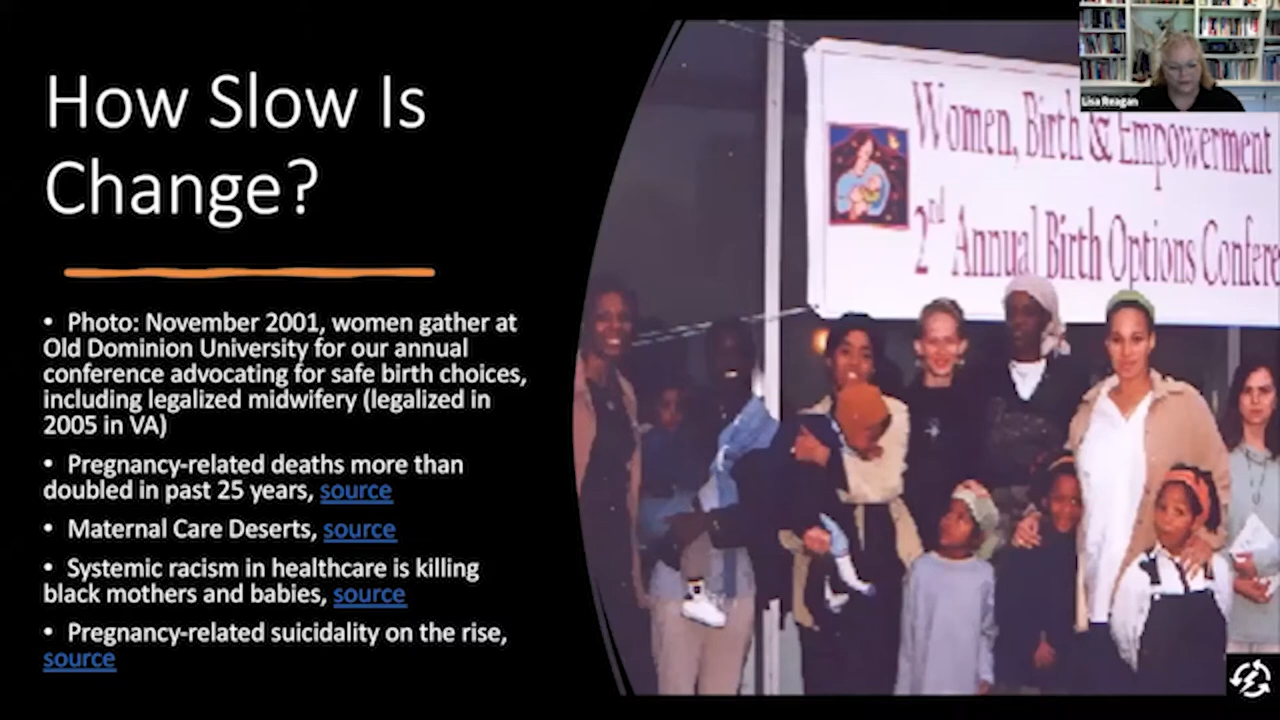 How Slow Is
Change?
• Photo: November 2001, women gather at
Old Dominion University for our annual
conference advocating for safe birth choices,
including legalized midwifery (legalized in
2005 in VA)
• Pregnancy-related deaths more than
doubled in past 25 years, source
• Maternal Care Deserts, source
• Systemic racism in healthcare is killing
black mothers and babies, source
• Pregnancy-related suicidality on the rise,
source
Women, Birth & Empowerment
2nd Annual Birth Options Confere
Lisa Reagan